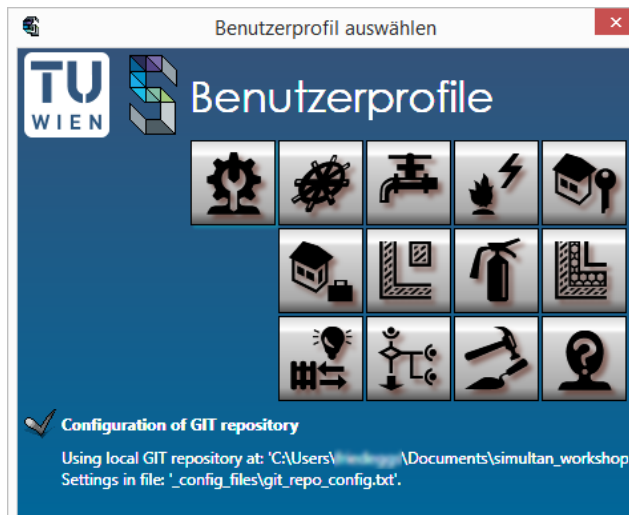 Benutzerprofil auswählen
TU
WIEN
Benutzerprofile
Configuration of GIT repository
Using local GIT repository at: 'C:\Users\ \Documents\simultan_workshop
Settings in file: '_config_files\git_repo_config.txt'.